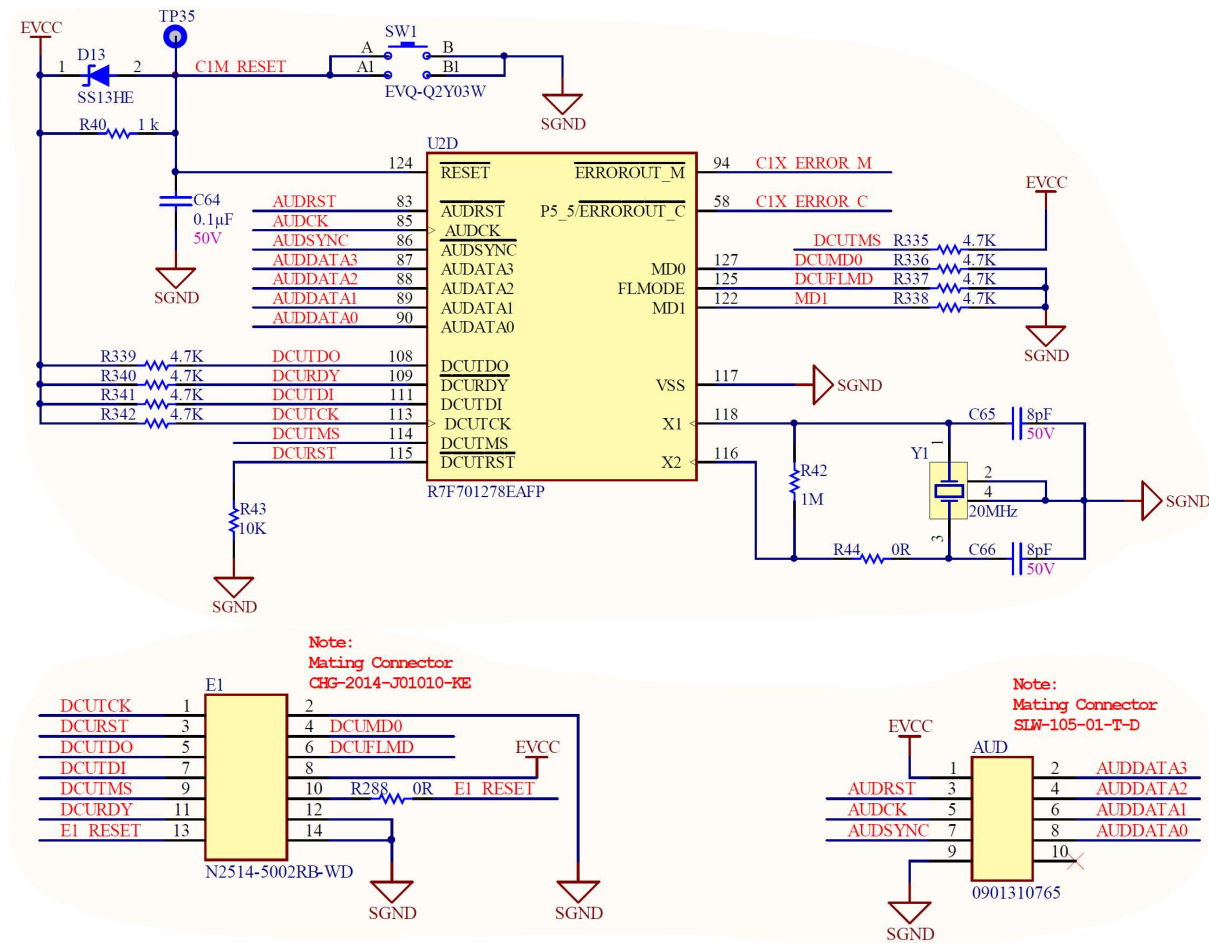 TP35
EVCC
D13
1 2
SS13HE
C1M_RESET
SW1
A B
A1 B1
EVQ-Q2Y03W
SGND
R40 1 k
C64
0.1µF
50V
SGND
U2D
124 RESET ERROROUT_M 94 C1X_ERROR_M
AUDRST 83 AUDRST P5_5/ERROROUT_C 58 C1X_ERROR_C
AUDCK 85 AUDCK
AUDSYNC 86 AUDSYNC
AUDDATA3 87 AUDATA3 MD0 127 DCUMD0 R336 4.7K
AUDDATA2 88 AUDATA2 FLMODE 125 DCUFLMD R337 4.7K
AUDDATA1 89 AUDATA1 MD1 122 MD1 R338 4.7K
AUDDATA0 90 AUDATA0
EVCC
DCUTMS R335 4.7K
SGND
R339 4.7K DCUTDO 108 DCUTDO
R340 4.7K DCURDY 109 DCURDY VSS 117 SGND
R341 4.7K DCUTDI 111 DCUTDI
R342 4.7K DCUTCK 113 DCUTCK X1 118
DCUTMS 114 DCUTMS
DCURST 115 DCUTRST X2 116
R7F701278EAFP
R43
10K
SGND
R42
1M
R44 0R
C65 8pF
50V
Y1
1
2
4
20MHz
3
C66 8pF
50V
SGND
Note:
Mating Connector
CHG-2014-J01010-KE
E1
DCUTCK 1 2
DCURST 3 4 DCUMD0
DCUTDO 5 6 DCUFLMD
DCUTDI 7 8 EVCC
DCUTMS 9 10 R288 0R E1_RESET
DCURDY 11 12
E1_RESET 13 14
N2514-5002RB-WD
SGND
SGND
Note:
Mating Connector
SLW-105-01-T-D
EVCC
AUD
1 2 AUDDATA3
AUDRST 3 4 AUDDATA2
AUDCK 5 6 AUDDATA1
AUDSYNC 7 8 AUDDATA0
9 10
0901310765
SGND